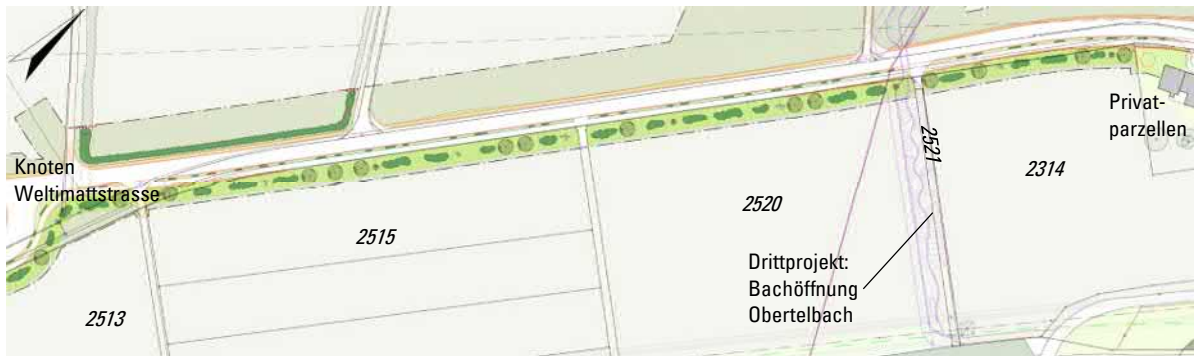 Privat-
parzellen
Knoten
Weltimattstrasse
2521
2314
2520
2515
2513
Drittprojekt:
Bachöffnung
Obertelbach